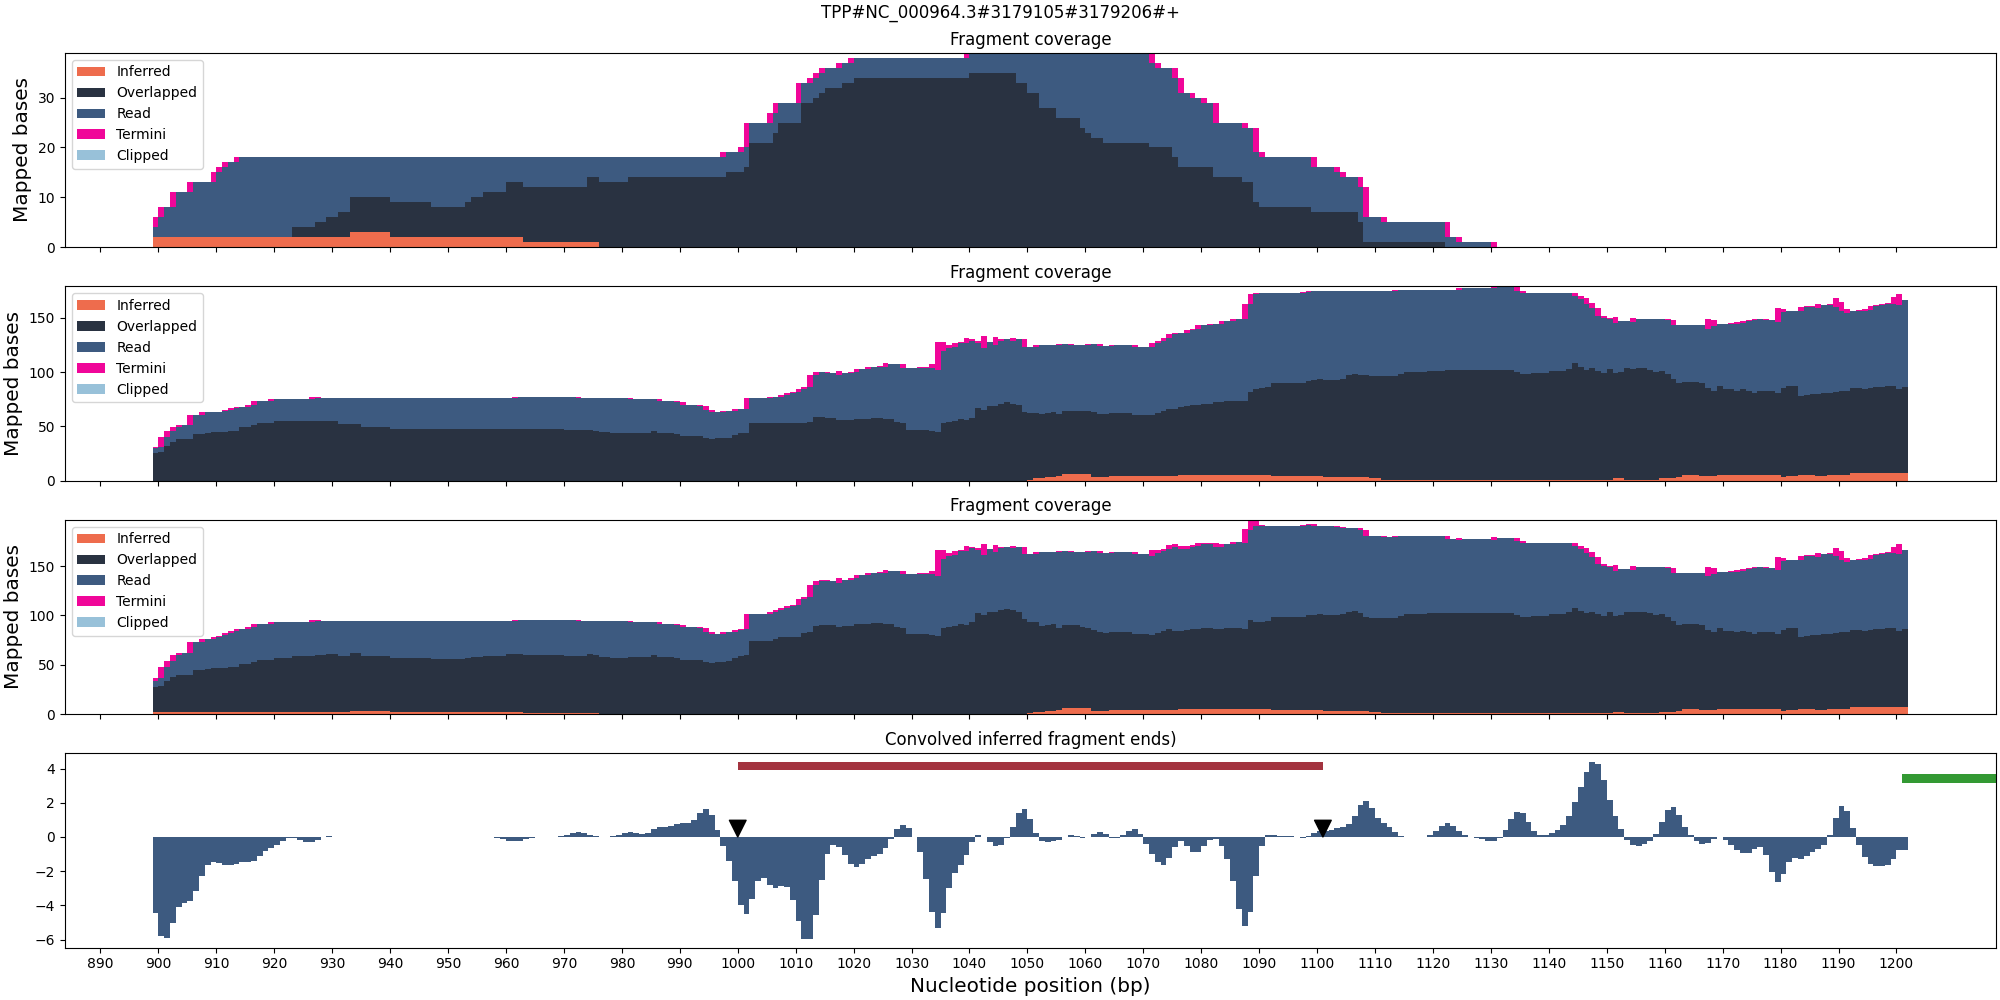 TPP#NC_000964.3#3179105#3179206#+
Fragment coverage
Mapped bases
30
20
10
0
Inferred
Overlapped
Read
Termini
Clipped
Fragment coverage
Mapped bases
150
100
50
0
Inferred
Overlapped
Read
Termini
Clipped
Fragment coverage
Mapped bases
150
100
50
0
Inferred
Overlapped
Read
Termini
Clipped
Convolved inferred fragment ends)
4
2
0
−2
−4
−6
890 900 910 920 930 940 950 960 970 980 990 1000 1010 1020 1030 1040 1050 1060 1070 1080 1090 1100 1110 1120 1130 1140 1150 1160 1170 1180 1190 1200
Nucleotide position (bp)